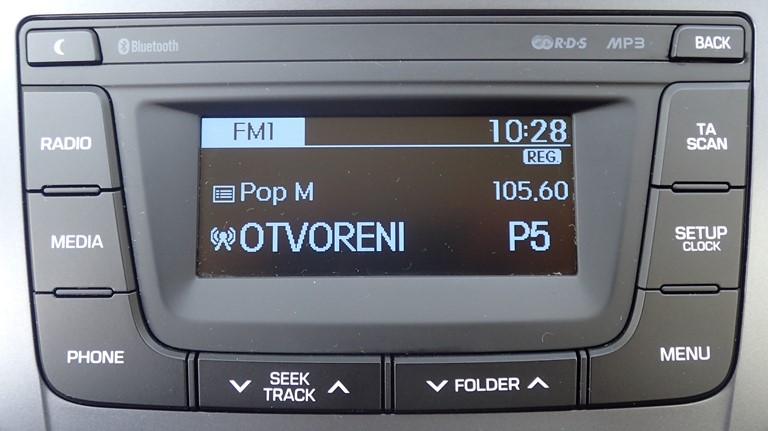 Bluetooth
R·D·S MP3
BACK
FM1 10:28
REG.
RADIO
TA
SCAN
Pop M 105.60
OTVORENI P5
MEDIA
SETUP
CLOCK
PHONE
MENU
SEEK
TRACK
FOLDER